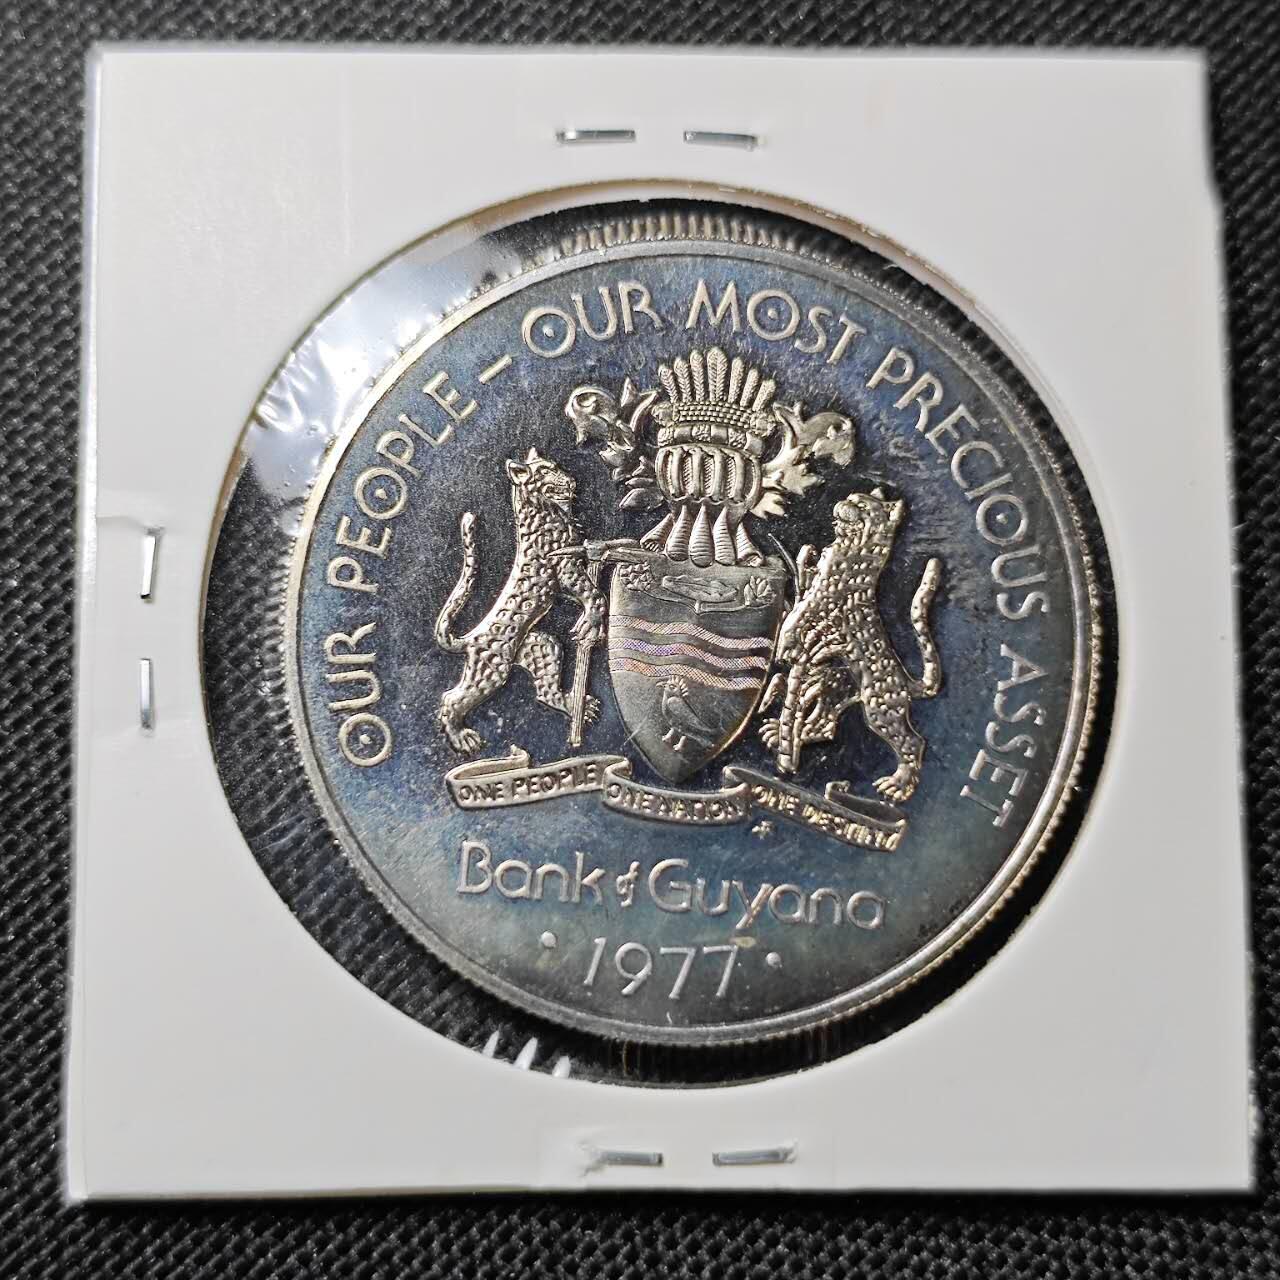 OUR PEOPLE – OUR MOST PRECIOUS ASSET
ONE PEOPLE ONE NATION ONE DESTINY
Bank of Guyana
• 1977 •